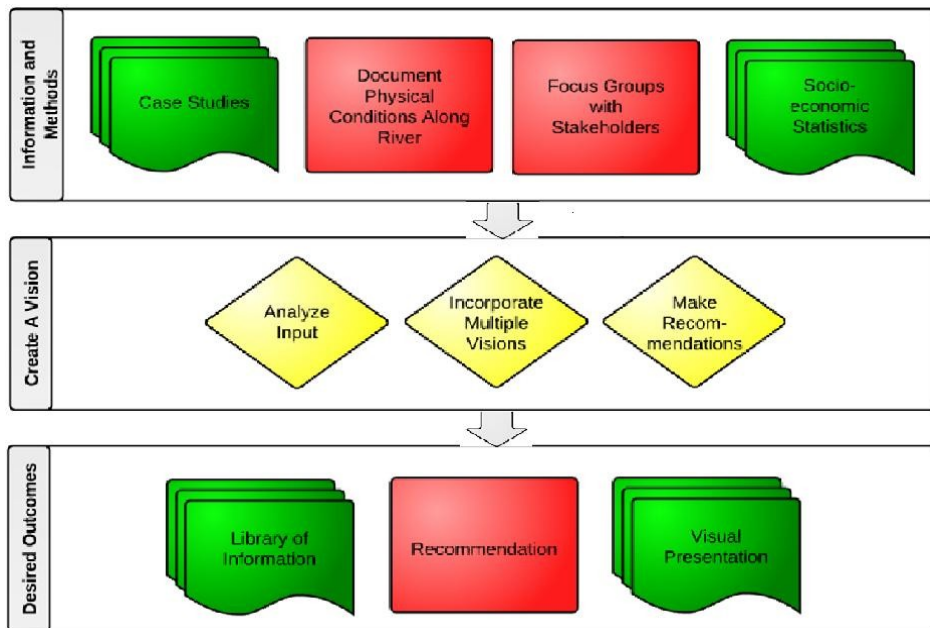 Information and
Methods
Case Studies
Document
Physical
Conditions Along
River
Focus Groups
with
Stakeholders
Socio-
economic
Statistics
Create A Vision
Analyze
Input
Incorporate
Multiple
Visions
Make
Recom-
mendations
Desired Outcomes
Library of
Information
Recommendation
Visual
Presentation